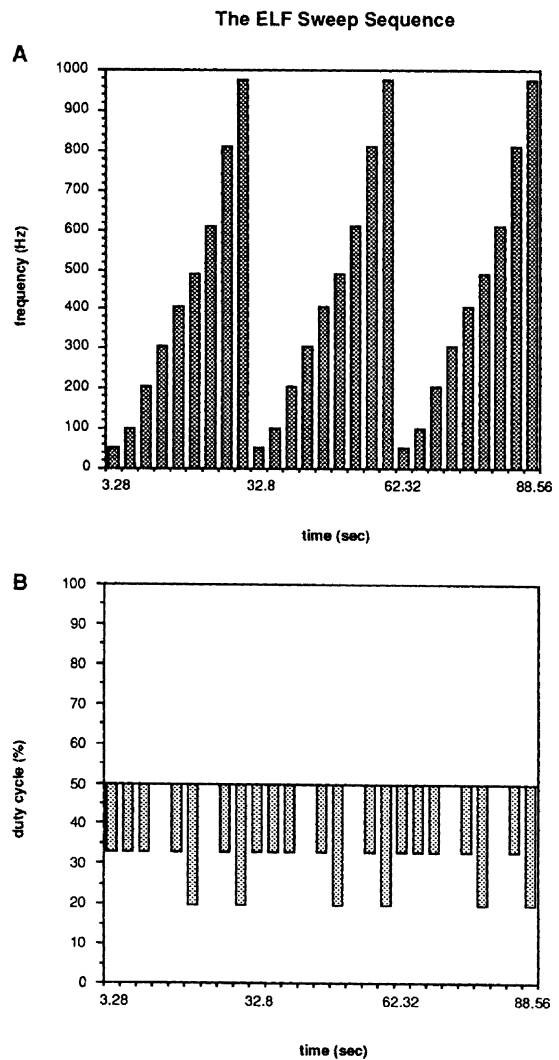 The ELF Sweep Sequence
A
1000
900
800
700
600
500
400
300
200
100
0
frequency (Hz)
3.28 32.8 62.32 88.56
time (sec)
B
100
90
80
70
60
50
40
30
20
10
0
duty cycle (%)
3.28 32.8 62.32 88.56
time (sec)